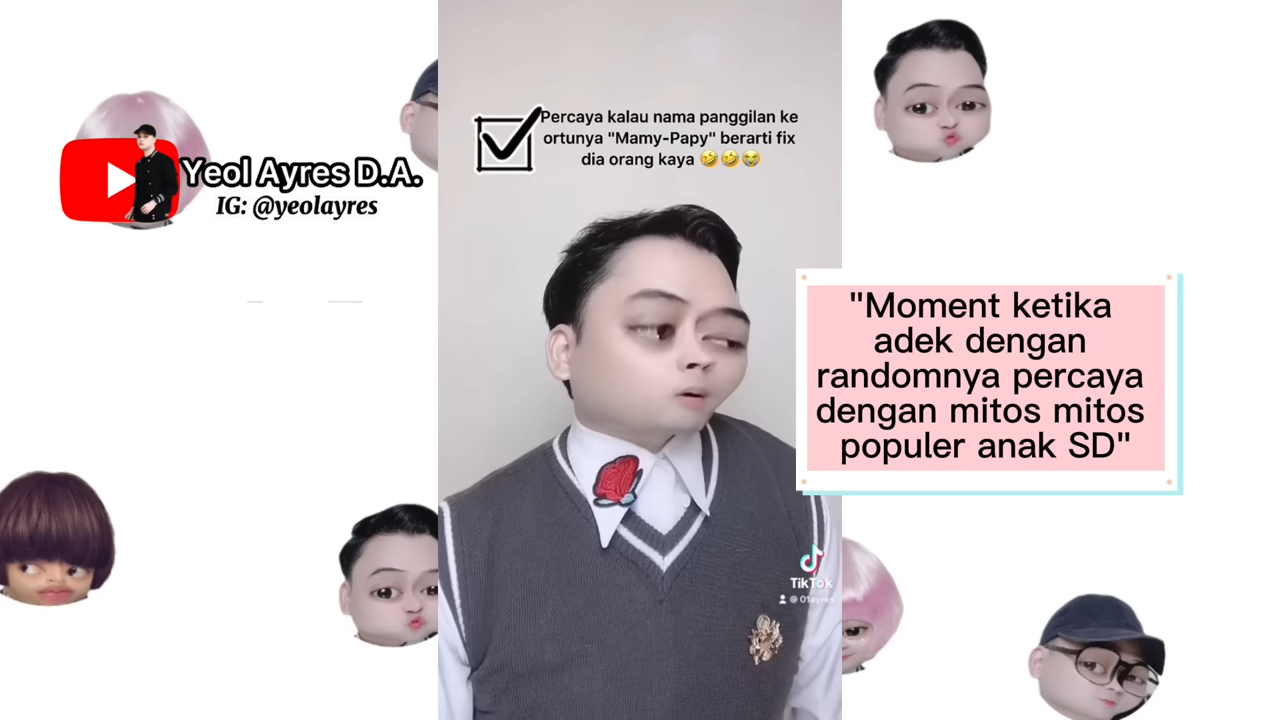 Yeol Ayres D.A.
IG: @yeolayres
Percaya kalau nama panggilan ke
ortunya "Mamy-Papy" berarti fix
dia orang kaya 🤣🤣😭
"Moment ketika
adek dengan
randomnya percaya
dengan mitos mitos
populer anak SD"
TikTok
@01ayres